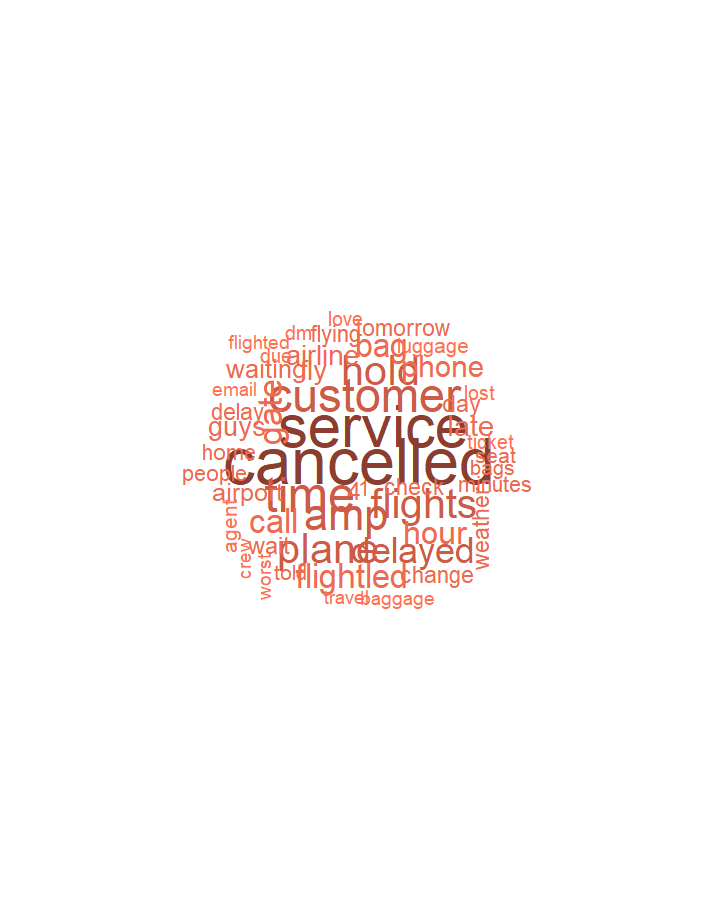 love
dm flying tomorrow
flighted due airline bag luggage
waitingly hold phone
email gate customer day lost
delay guys service late
home cancelled ticket
people seat
bags
airport time 41 check minutes
agent call amp flights weather
wait plane delayed hour
crew worst told flightled change
travel baggage